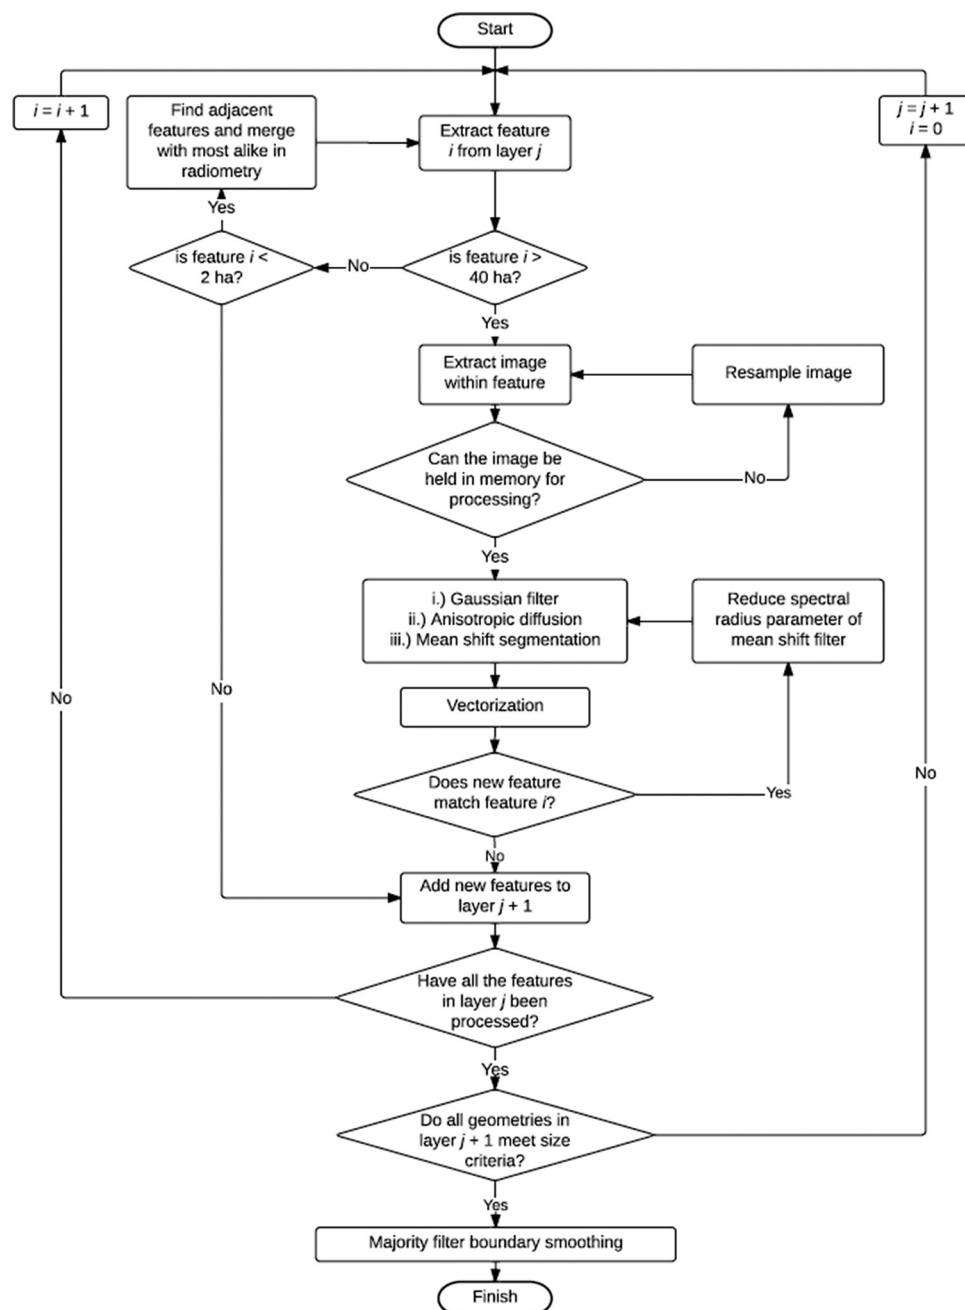 Start
i = i + 1
Find adjacent
features and merge
with most alike in
radiometry
Extract feature
i from layer j
j = j + 1
i = 0
Yes
is feature i <
2 ha?
No
is feature i >
40 ha?
Yes
Extract image
within feature
Resample image
Can the image be
held in memory for
processing?
No
Yes
i.) Gaussian filter
ii.) Anisotropic diffusion
iii.) Mean shift segmentation
Reduce spectral
radius parameter of
mean shift filter
No
No
Vectorization
No
Does new feature
match feature i?
Yes
No
Add new features to
layer j + 1
Have all the features
in layer j been
processed?
Yes
Do all geometries in
layer j + 1 meet size
criteria?
Yes
Majority filter boundary smoothing
Finish